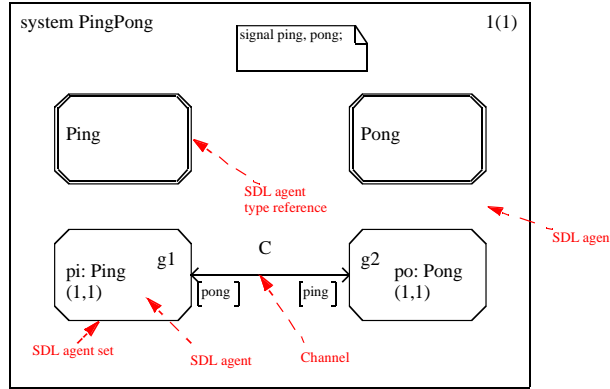 system PingPong
1(1)
signal ping, pong;
Ping
Pong
SDL agent
type reference
SDL agen
C
g1
g2
pi: Ping
(1,1)
po: Pong
(1,1)
[pong]
[ping]
SDL agent set
SDL agent
Channel